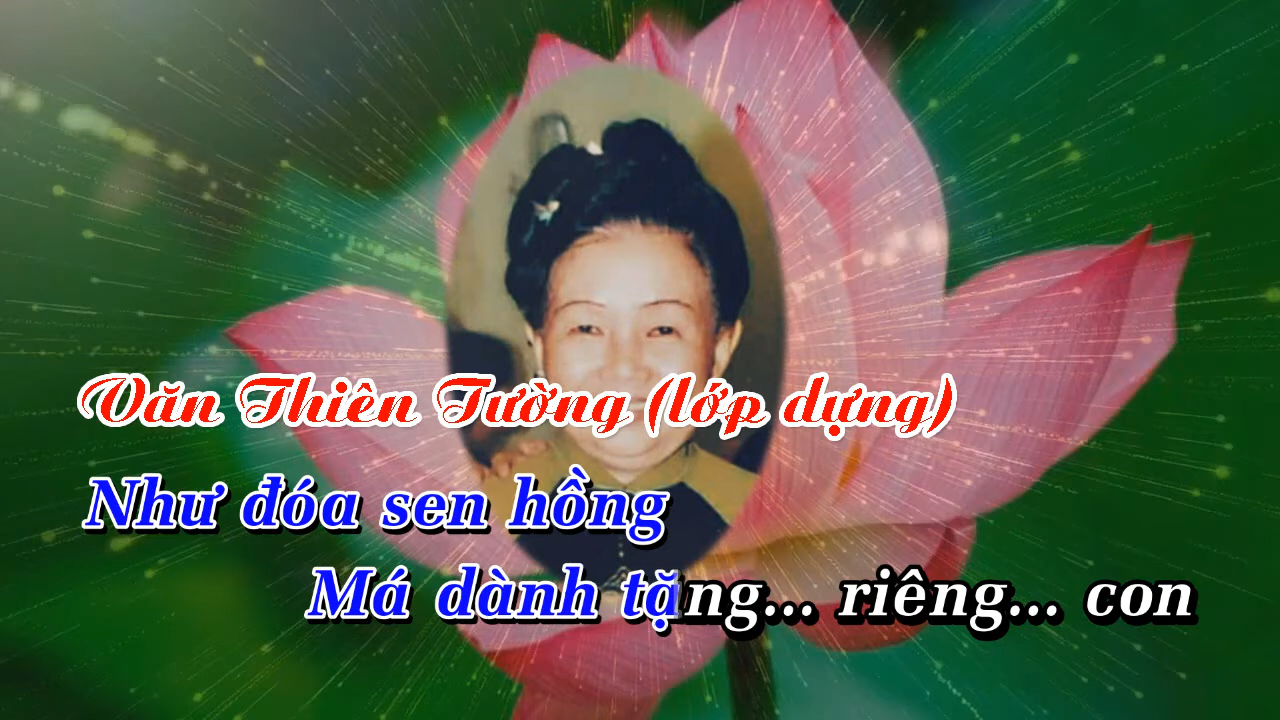 Văn Thiên Tường (lớp dựng)
Như đóa sen hồng
Má dành tặng... riêng... con